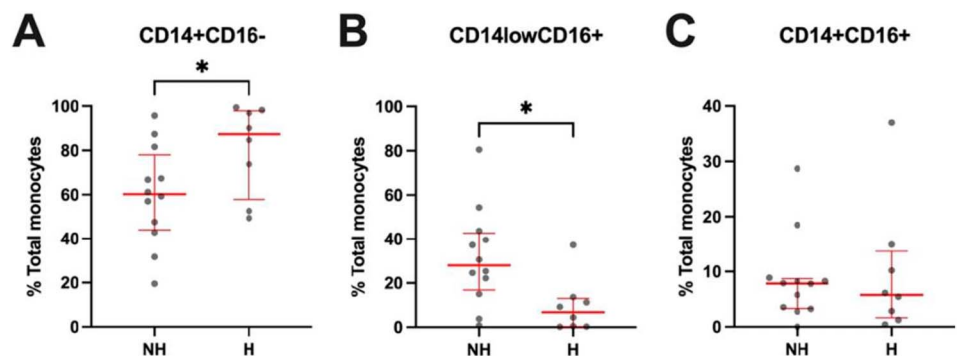 A
CD14+CD16-
*
% Total monocytes
100
80
60
40
20
0
NH
H
B
CD14lowCD16+
*
% Total monocytes
100
80
60
40
20
0
NH
H
C
CD14+CD16+
% Total monocytes
40
30
20
10
0
NH
H